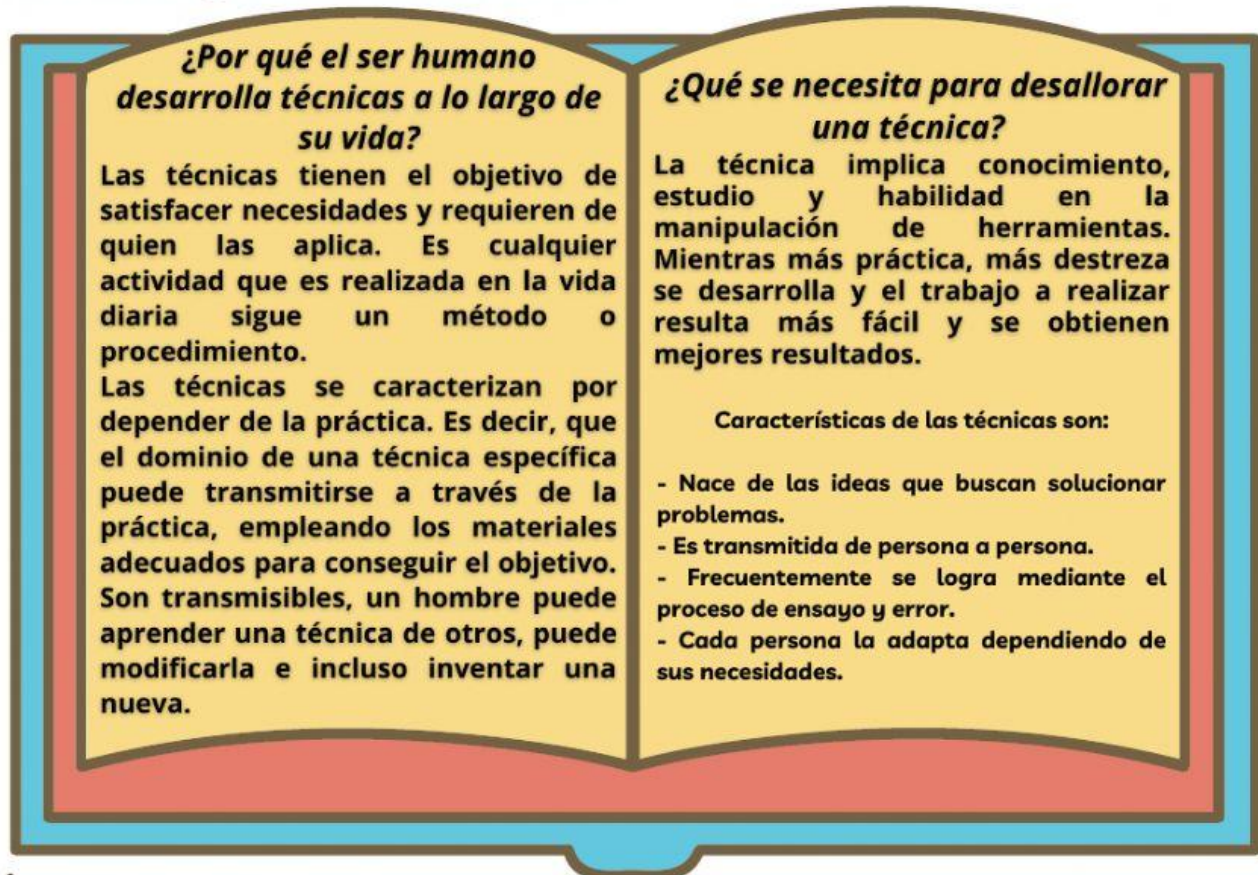 ¿Por qué el ser humano
desarrolla técnicas a lo largo de
su vida?
Las técnicas tienen el objetivo de
satisfacer necesidades y requieren de
quien las aplica. Es cualquier
actividad que es realizada en la vida
diaria sigue un método o
procedimiento.
Las técnicas se caracterizan por
depender de la práctica. Es decir, que
el dominio de una técnica específica
puede transmitirse a través de la
práctica, empleando los materiales
adecuados para conseguir el objetivo.
Son transmisibles, un hombre puede
aprender una técnica de otros, puede
modificarla e incluso inventar una
nueva.
¿Qué se necesita para desallorar
una técnica?
La técnica implica conocimiento,
estudio y habilidad en la
manipulación de herramientas.
Mientras más práctica, más destreza
se desarrolla y el trabajo a realizar
resulta más fácil y se obtienen
mejores resultados.
Características de las técnicas son:
- Nace de las ideas que buscan solucionar
problemas.
- Es transmitida de persona a persona.
- Frecuentemente se logra mediante el
proceso de ensayo y error.
- Cada persona la adapta dependiendo de
sus necesidades.